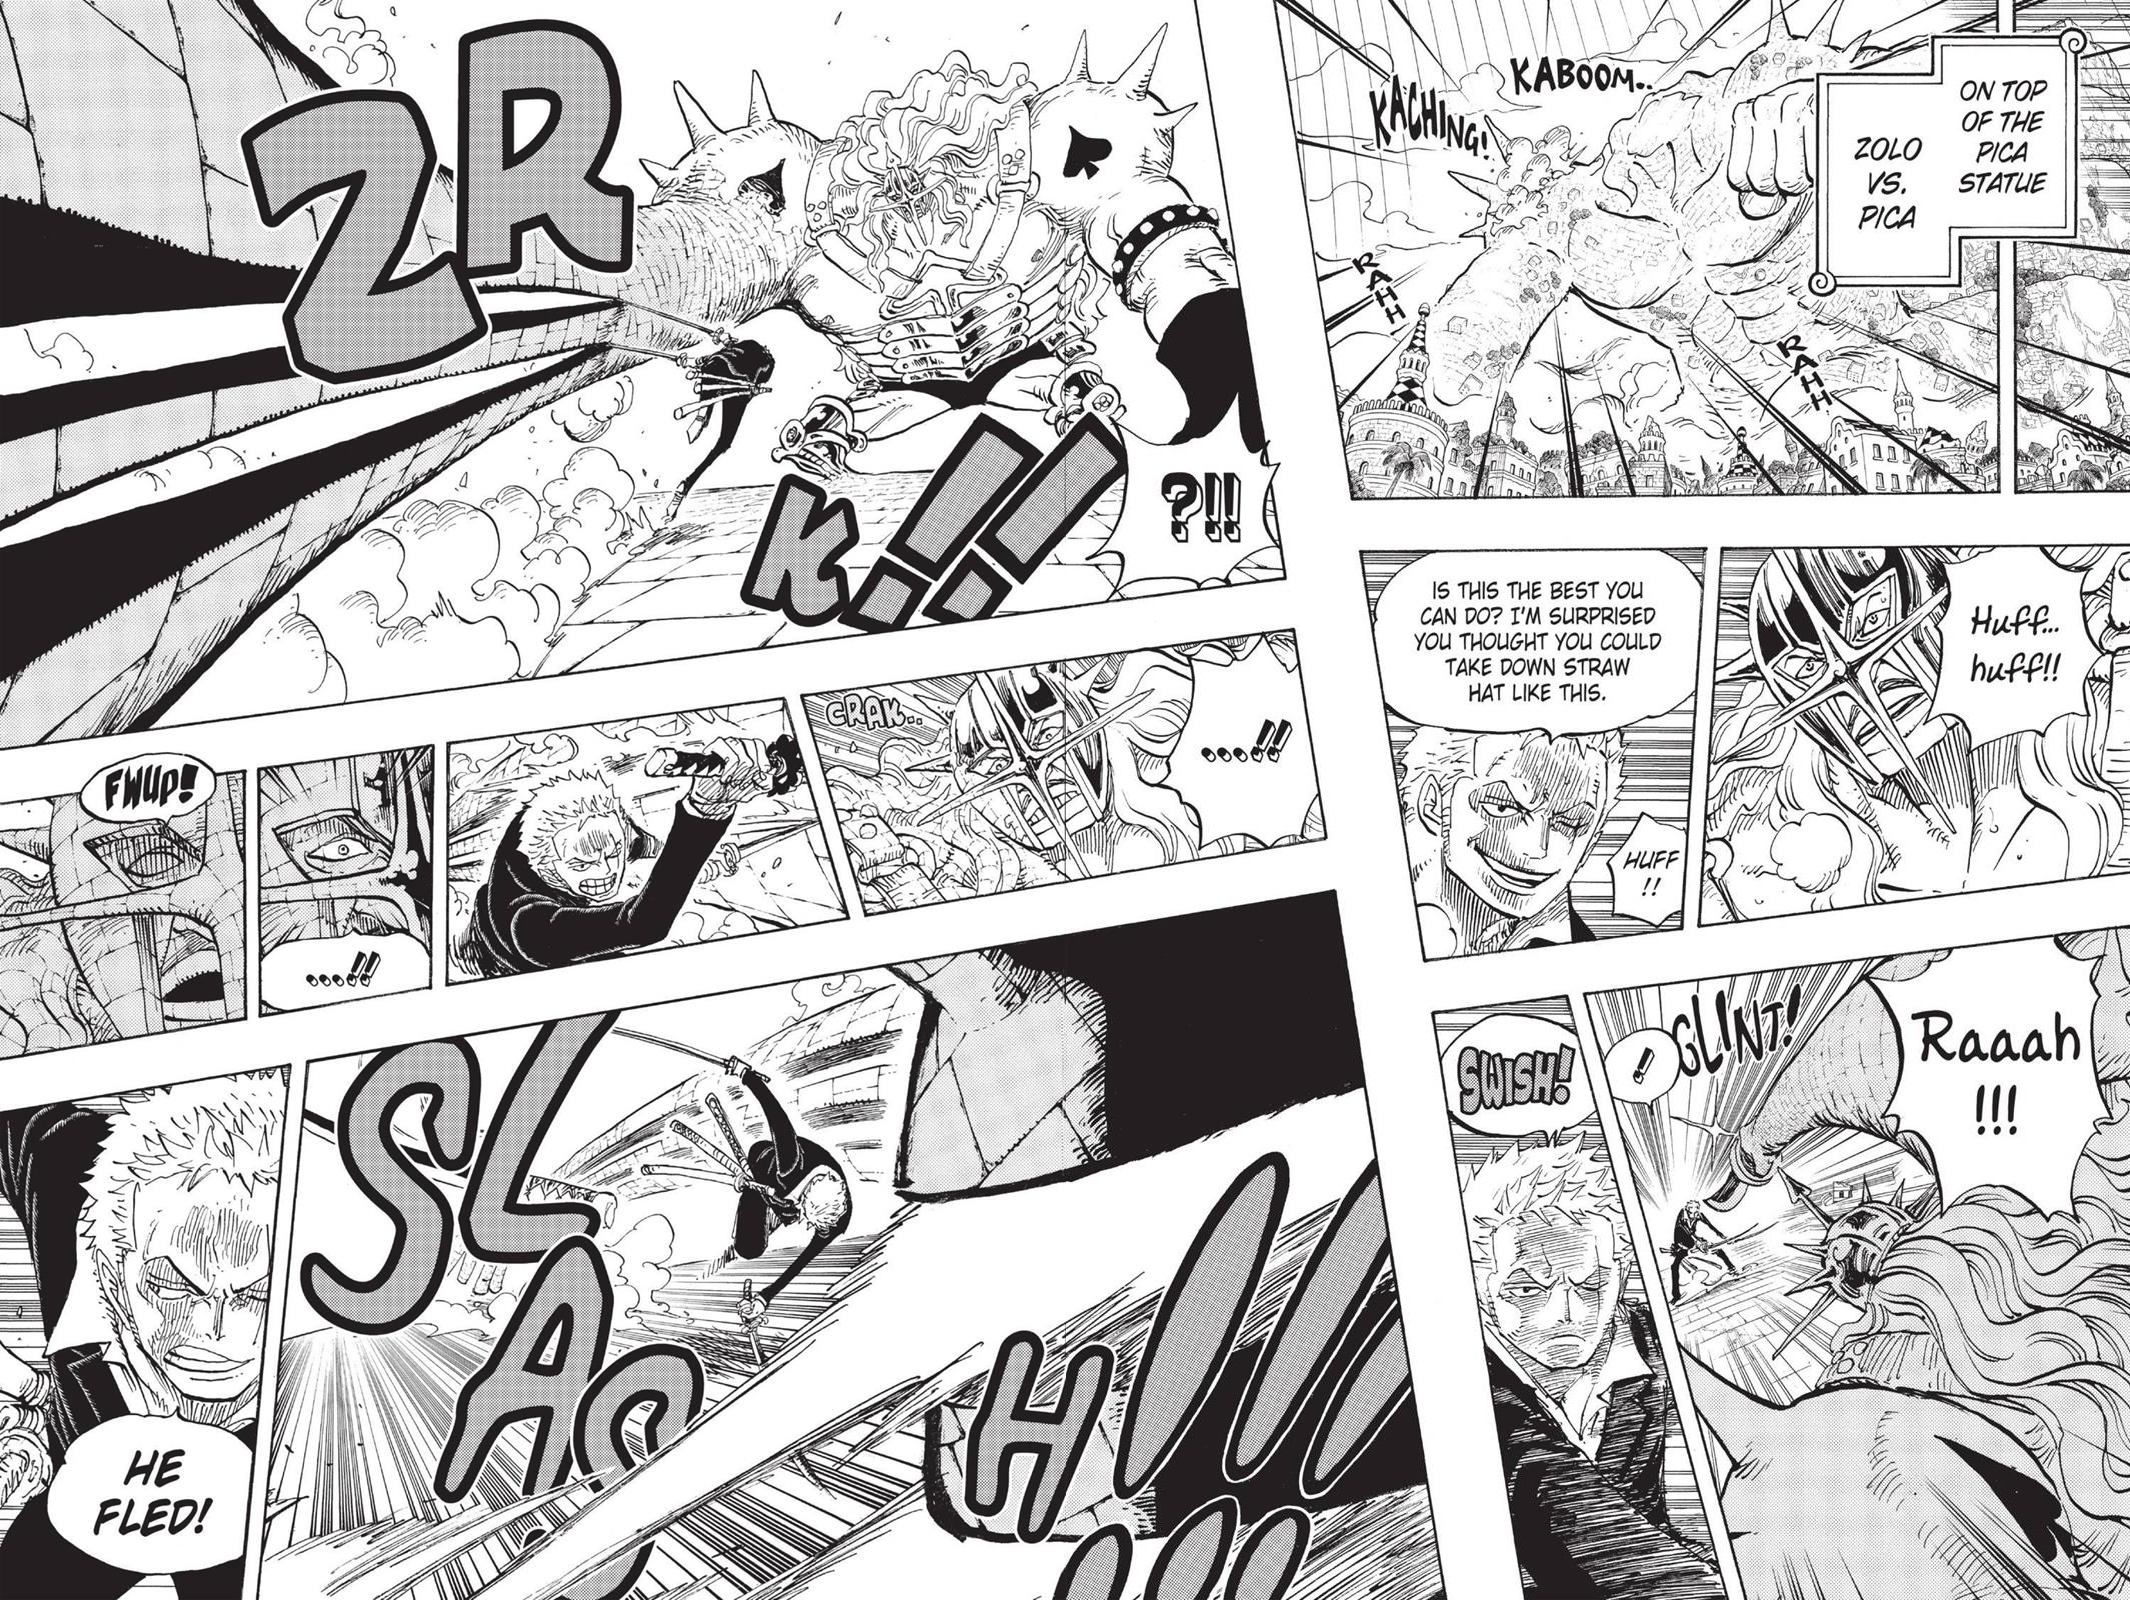 ON TOP
OF THE
PICA
STATUE
ZOLO
VS.
PICA
KABOOM..
KACHING!
RAHH
RAHH
Huff...
huff!!
IS THIS THE BEST YOU
CAN DO? I'M SURPRISED
YOU THOUGHT YOU COULD
TAKE DOWN STRAW
HAT LIKE THIS.
HUFF
!!
Raaah
!!!
GLINT!
!
SWISH!
ZRK!!
?!!
...!!
CRAK..
...!!
FWUP!
SLASH!!!
HE
FLED!